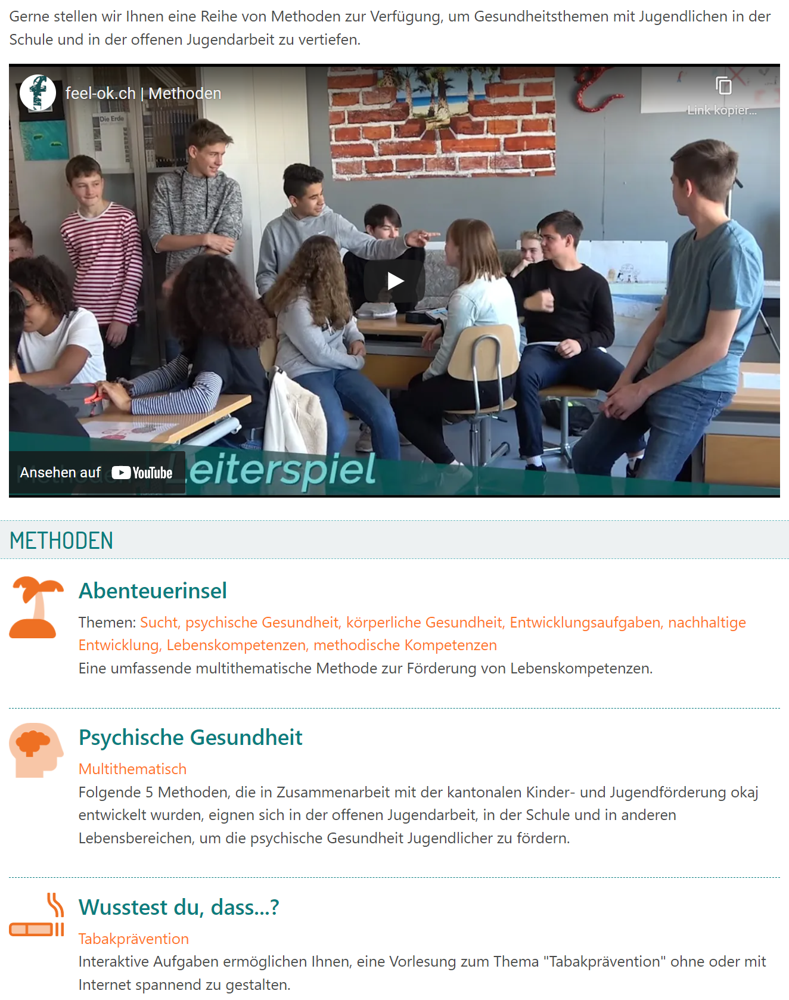 Gerne stellen wir Ihnen eine Reihe von Methoden zur Verfügung, um Gesundheitsthemen mit Jugendlichen in der
Schule und in der offenen Jugendarbeit zu vertiefen.
feel-ok.ch | Methoden
Link kopier...
Die Erde
Leiterspiel
Ansehen auf YouTube
METHODEN
Abenteuerinsel
Themen: Sucht, psychische Gesundheit, körperliche Gesundheit, Entwicklungsaufgaben, nachhaltige
Entwicklung, Lebenskompetenzen, methodische Kompetenzen
Eine umfassende multithematische Methode zur Förderung von Lebenskompetenzen.
Psychische Gesundheit
Multithematisch
Folgende 5 Methoden, die in Zusammenarbeit mit der kantonalen Kinder- und Jugendförderung okaj
entwickelt wurden, eignen sich in der offenen Jugendarbeit, in der Schule und in anderen
Lebensbereichen, um die psychische Gesundheit Jugendlicher zu fördern.
Wusstest du, dass...?
Tabakprävention
Interaktive Aufgaben ermöglichen Ihnen, eine Vorlesung zum Thema "Tabakprävention" ohne oder mit
Internet spannend zu gestalten.